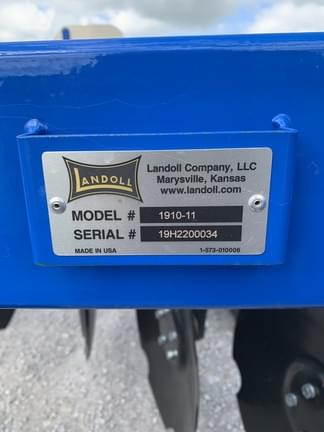 LANDOLL
Landoll Company, LLC
Marysville, Kansas
www.landoll.com
MODEL # 1910-11
SERIAL # 19H2200034
MADE IN USA 1-573-010006